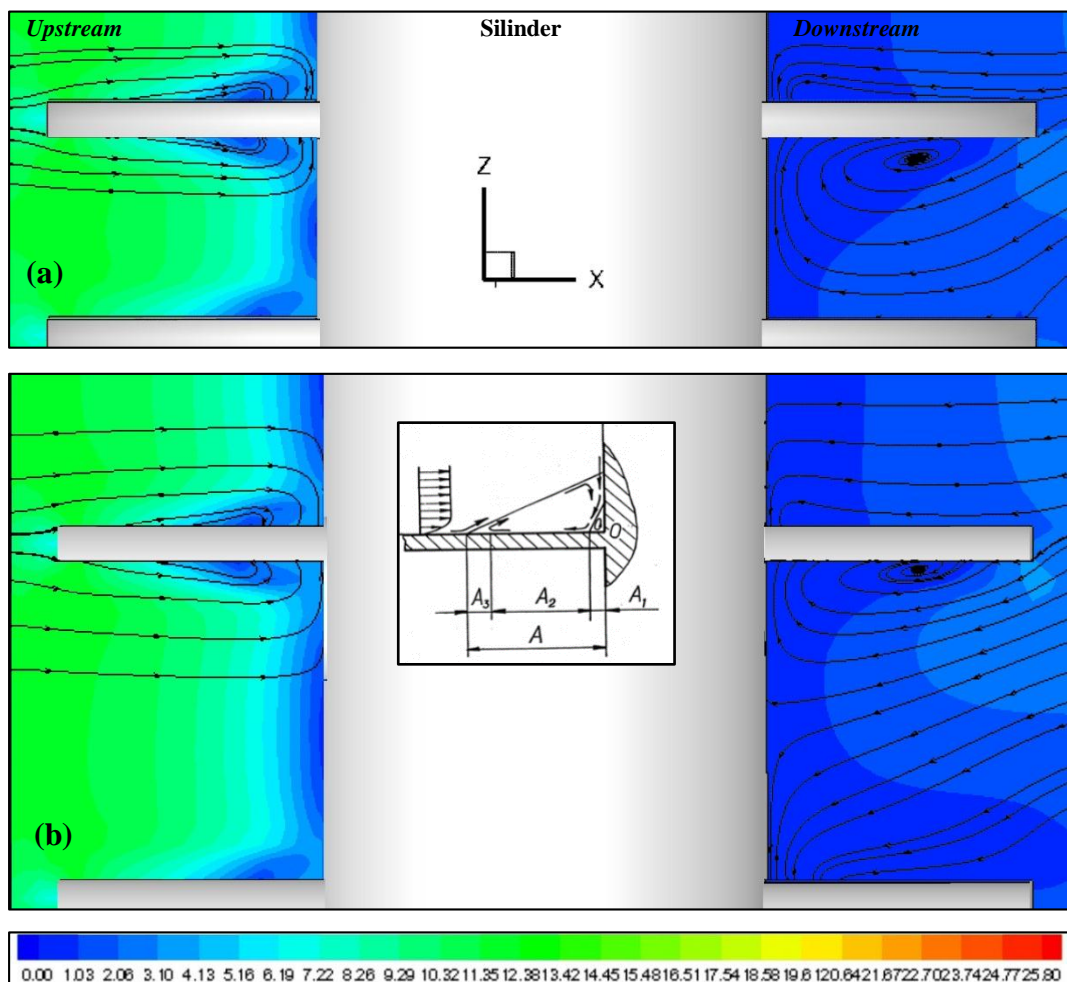 Upstream Silinder Downstream
Z
X
(a)
O
A3 A2 A1
A
(b)
0.00 1.03 2.06 3.10 4.13 5.16 6.19 7.22 8.26 9.29 10.32 11.35 12.38 13.42 14.45 15.48 16.51 17.54 18.58 19.6 120.64 21.67 22.70 23.74 24.77 25.80